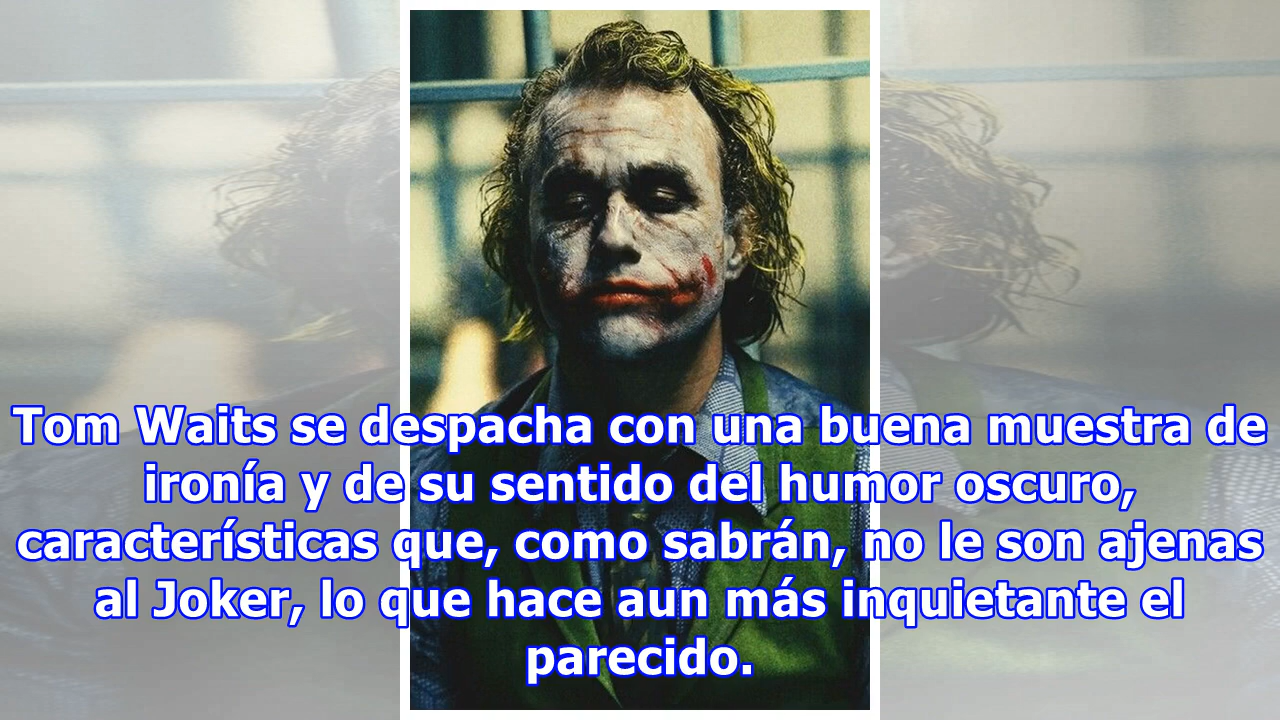 Tom Waits se despacha con una buena muestra de
ironía y de su sentido del humor oscuro,
características que, como sabrán, no le son ajenas
al Joker, lo que hace aun más inquietante el
parecido.